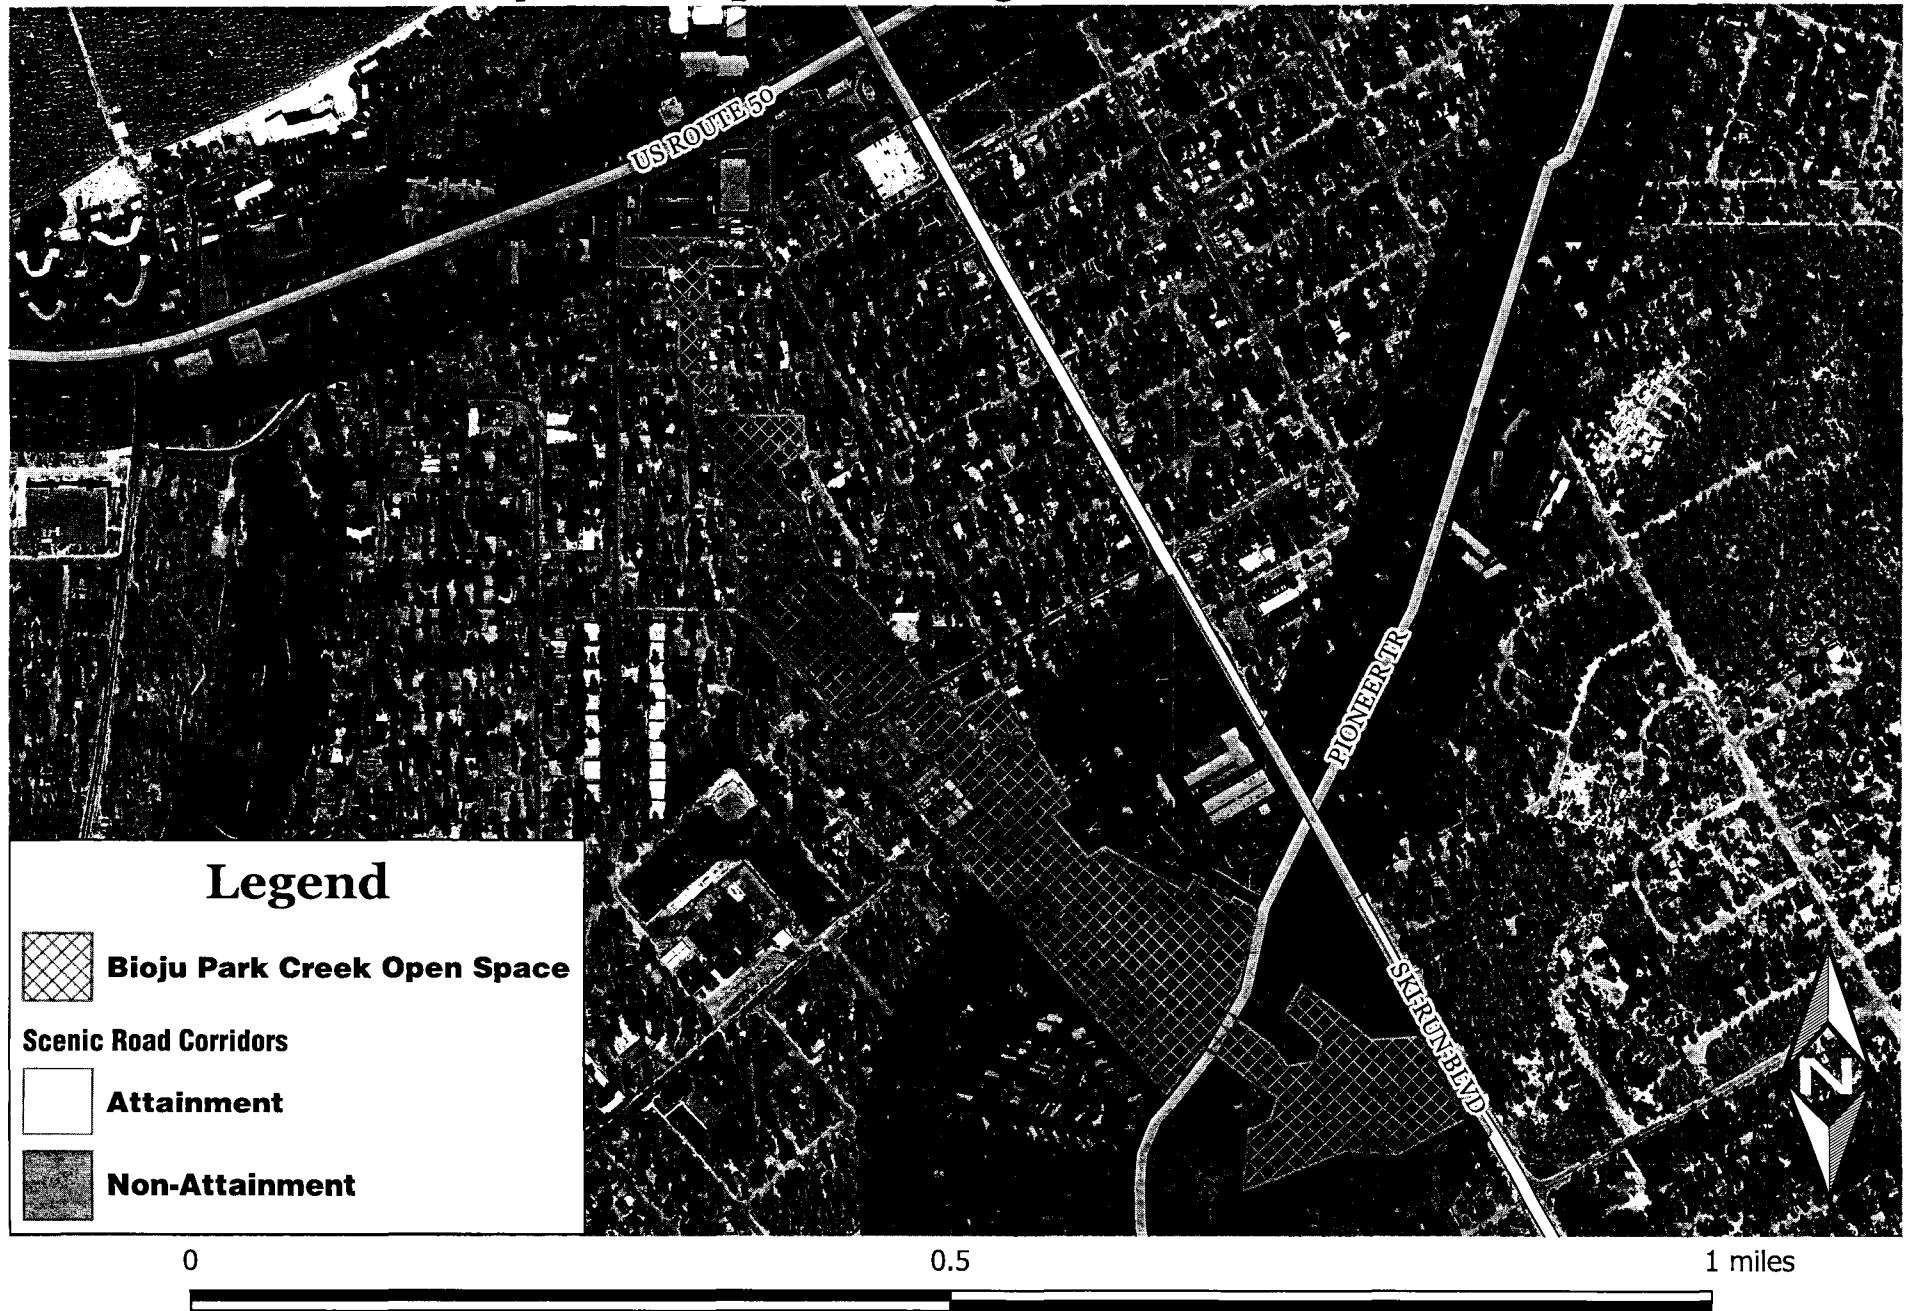 US ROUTE 50
PIONEER TR
SKI RUN BLVD
Legend
Bioju Park Creek Open Space
Scenic Road Corridors
Attainment
Non-Attainment
N
0 0.5 1 miles